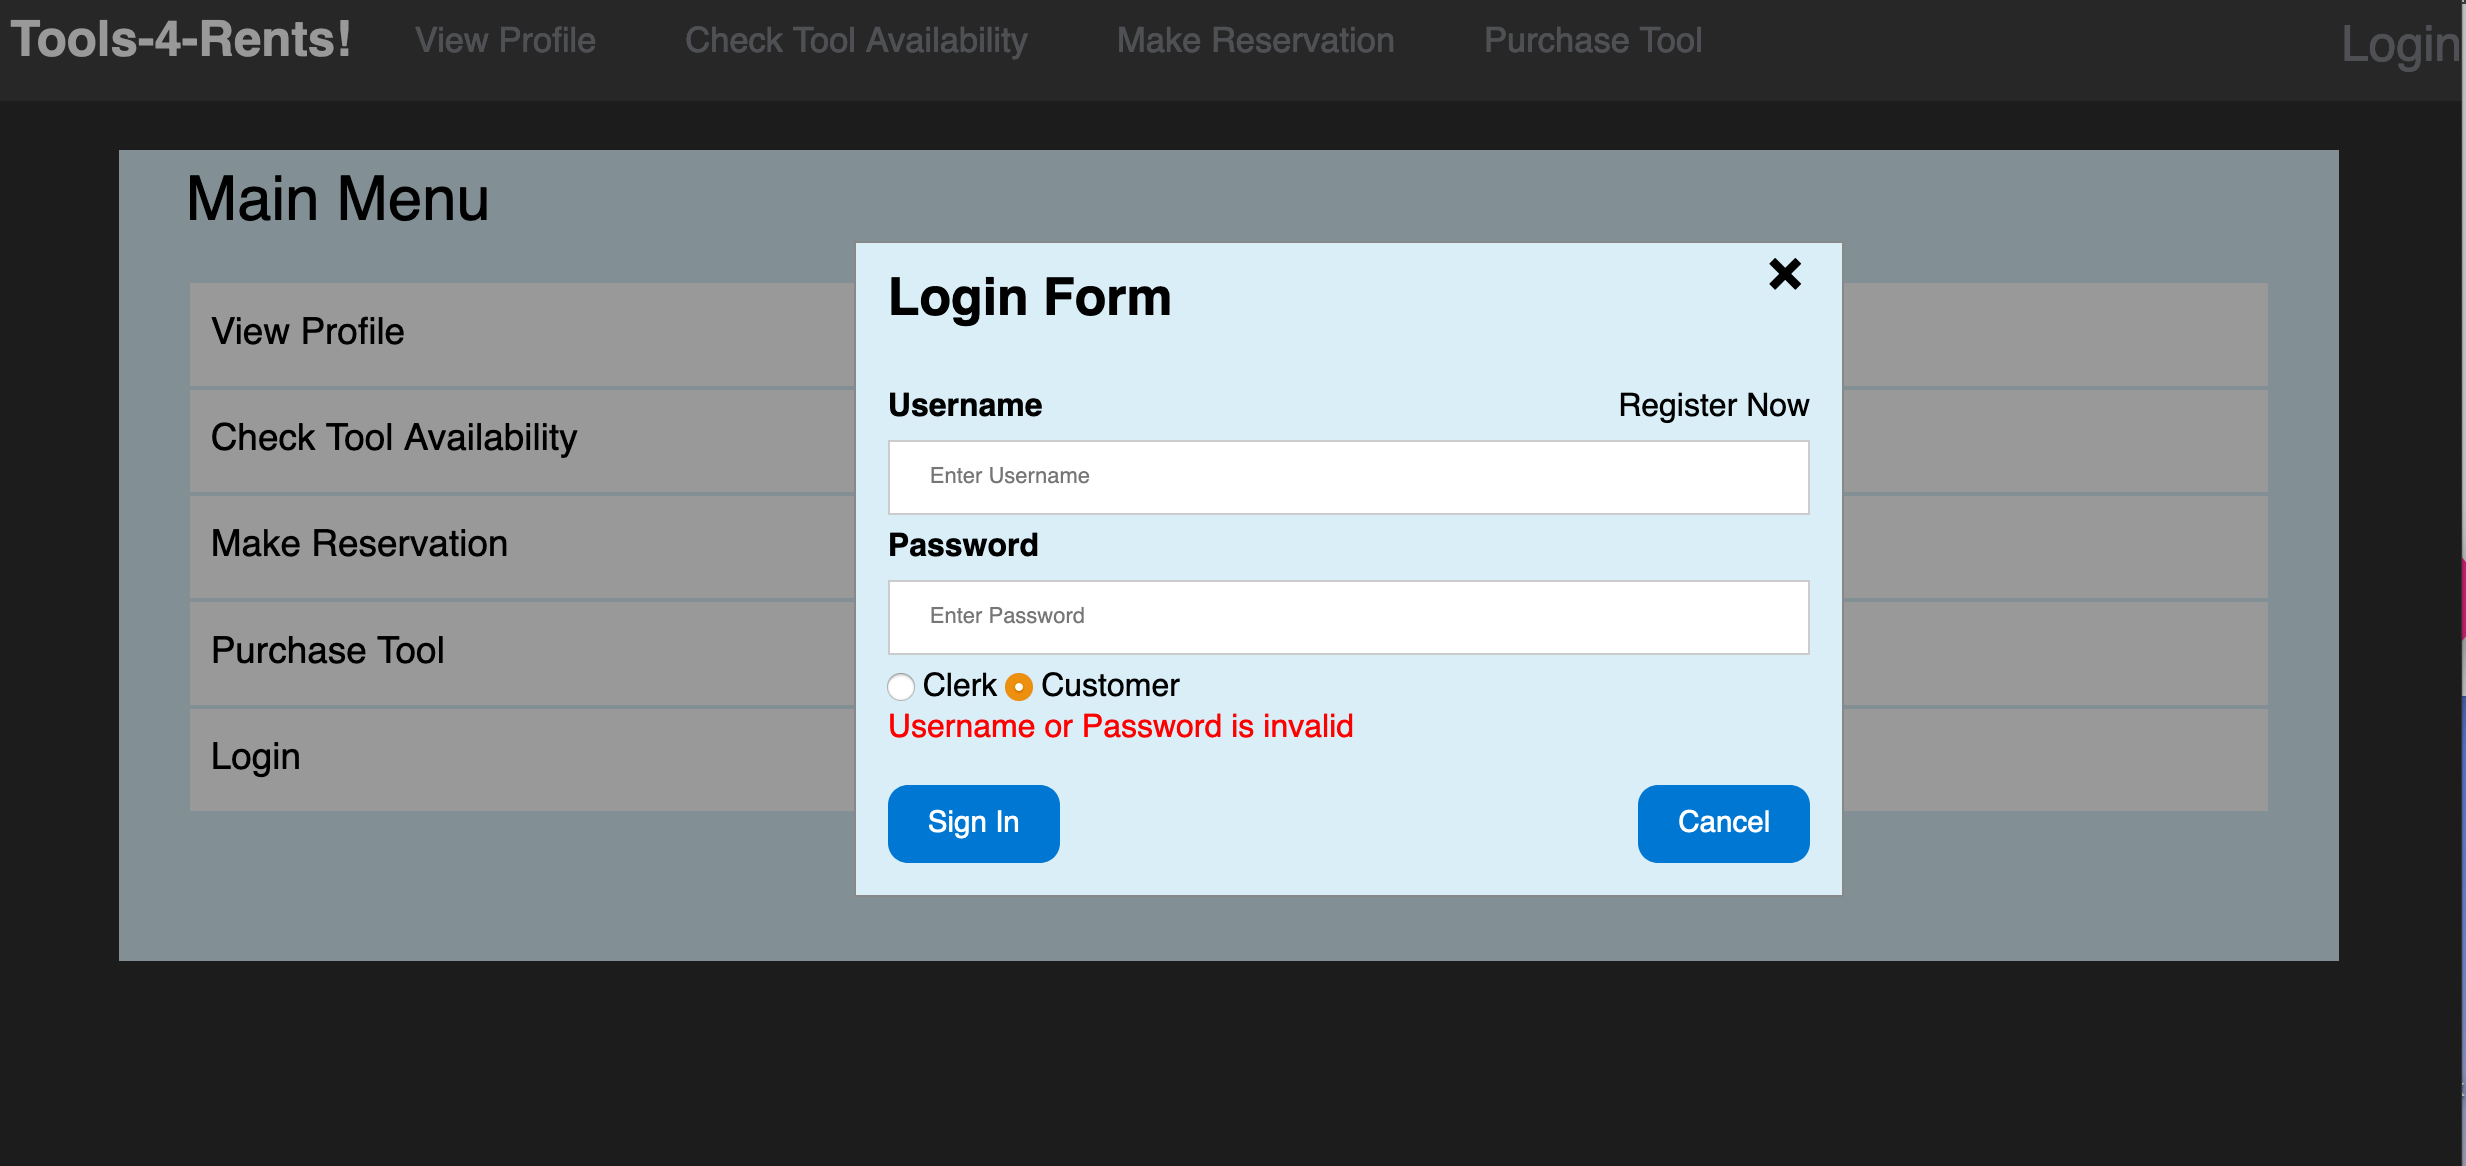 Tools-4-Rents! View Profile Check Tool Availability Make Reservation Purchase Tool Login
Main Menu
View Profile
Check Tool Availability
Make Reservation
Purchase Tool
Login
Login Form
Username Register Now
Enter Username
Password
Enter Password
Clerk Customer
Username or Password is invalid
Sign In Cancel